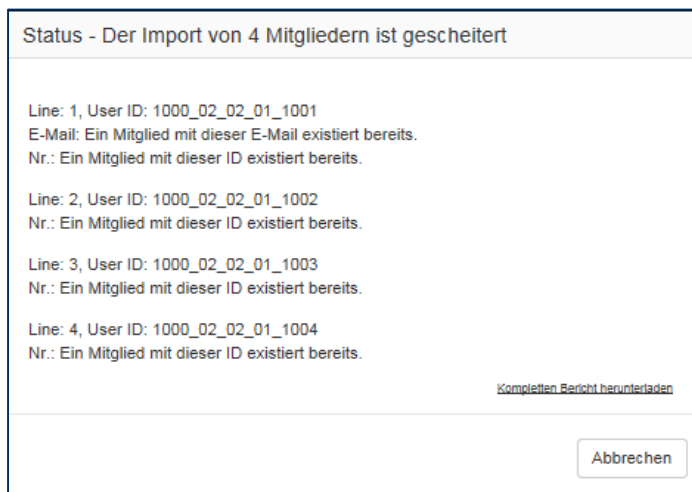 Status - Der Import von 4 Mitgliedern ist gescheitert
Line: 1, User ID: 1000_02_02_01_1001
E-Mail: Ein Mitglied mit dieser E-Mail existiert bereits.
Nr.: Ein Mitglied mit dieser ID existiert bereits.
Line: 2, User ID: 1000_02_02_01_1002
Nr.: Ein Mitglied mit dieser ID existiert bereits.
Line: 3, User ID: 1000_02_02_01_1003
Nr.: Ein Mitglied mit dieser ID existiert bereits.
Line: 4, User ID: 1000_02_02_01_1004
Nr.: Ein Mitglied mit dieser ID existiert bereits.
Kompletten Bericht herunterladen
Abbrechen